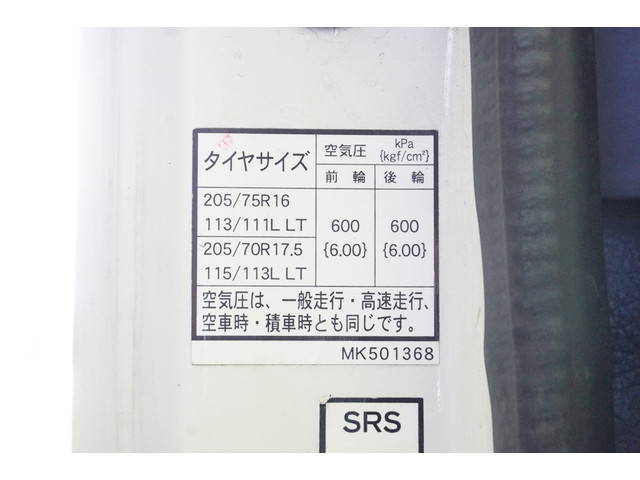 タイヤサイズ
空気圧 kPa
{kgf/cm²}
前輪 後輪
205/75R16
113/111L LT
205/70R17.5
115/113L LT
600 600
{6.00} {6.00}
空気圧は、一般走行・高速走行、
空車時・積車時とも同じです。
MK501368
SRS